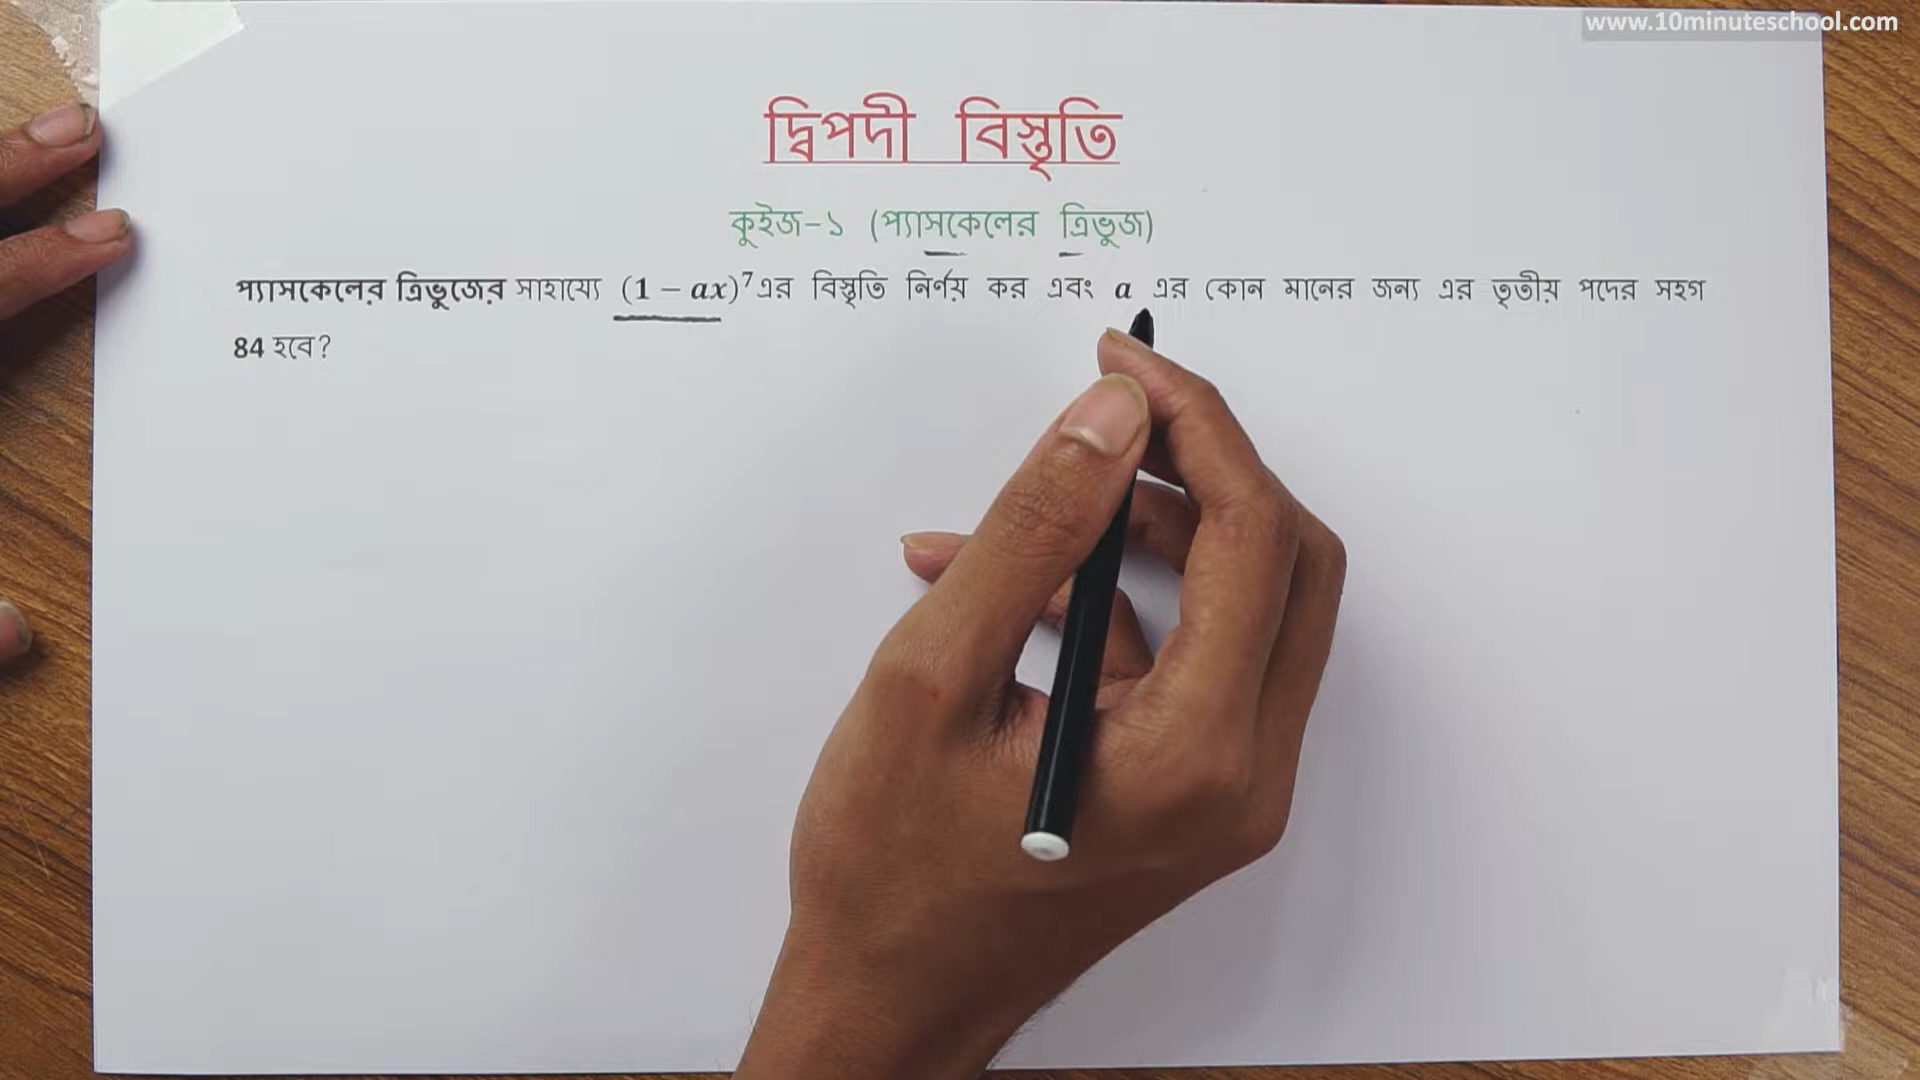 www.10minuteschool.com
দ্বিপদী বিস্তৃতি
কুইজ-১ (প্যাসকেলের ত্রিভুজ)
প্যাসকেলের ত্রিভুজের সাহায্যে (1 − ax)⁷এর বিস্তৃতি নির্ণয় কর এবং a এর কোন মানের জন্য এর তৃতীয় পদের সহগ
84 হবে?